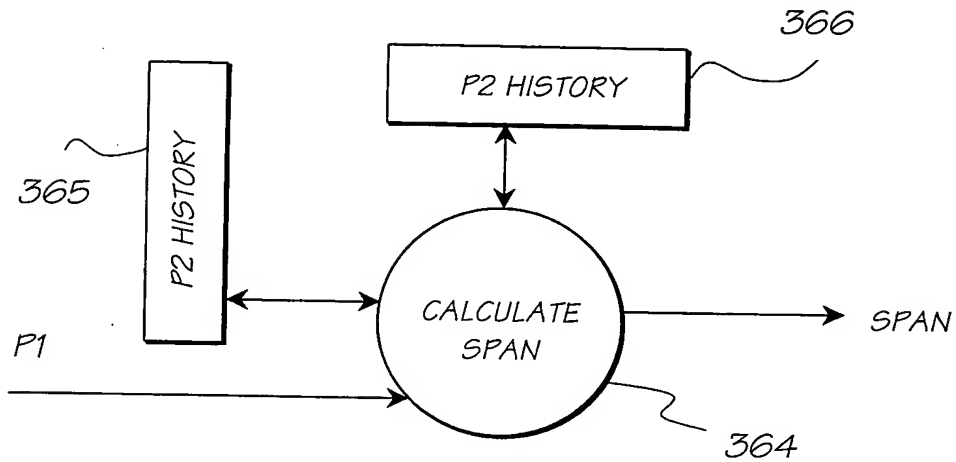 366
P2 HISTORY
365
P2 HISTORY
CALCULATE
SPAN
SPAN
P1
364